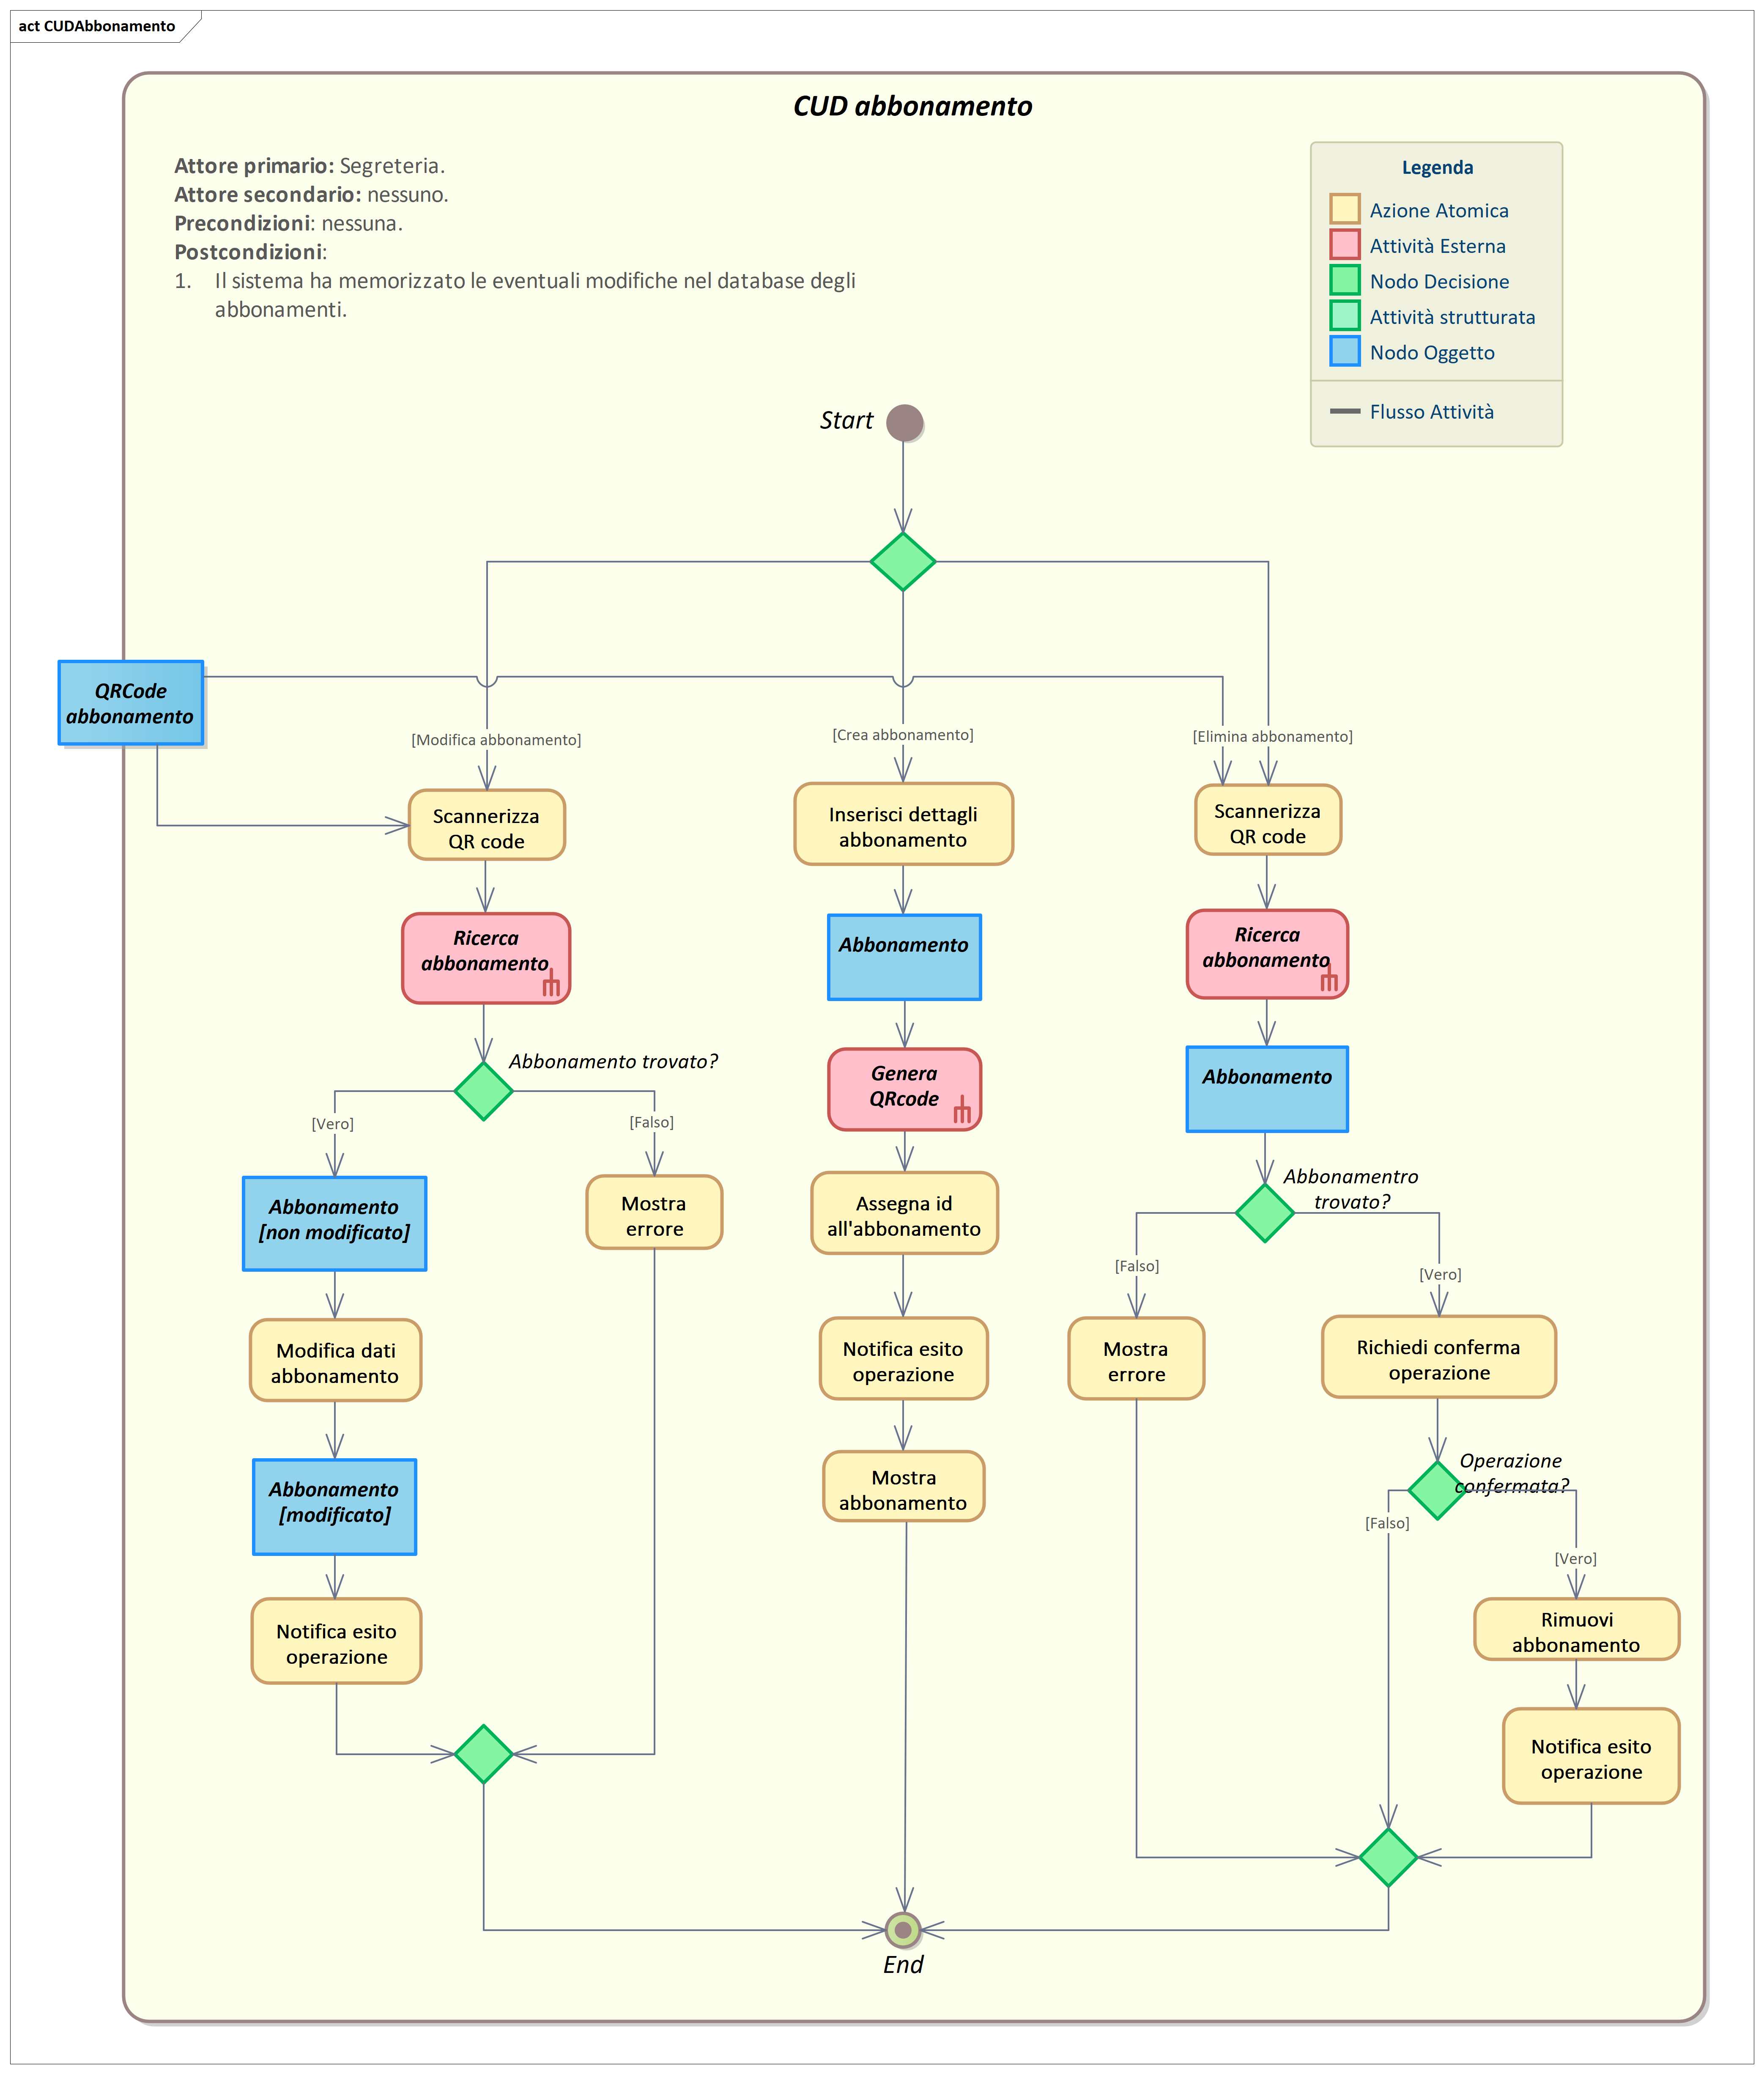 act CUDAbbonamento
CUD abbonamento
Attore primario: Segreteria.
Attore secondario: nessuno.
Precondizioni: nessuna.
Postcondizioni:
1. Il sistema ha memorizzato le eventuali modifiche nel database degli
abbonamenti.
Legenda
Azione Atomica
Attività Esterna
Nodo Decisione
Attività strutturata
Nodo Oggetto
Flusso Attività
Start
QRCode
abbonamento
[Modifica abbonamento]
[Crea abbonamento]
[Elimina abbonamento]
Scannerizza
QR code
Inserisci dettagli
abbonamento
Scannerizza
QR code
Ricerca
abbonamento
Abbonamento
Ricerca
abbonamento
Abbonamento trovato?
Genera
QRcode
Abbonamento
[Vero]
[Falso]
Abbonamento
[non modificato]
Mostra
errore
Assegna id
all'abbonamento
Abbonamentro
trovato?
[Falso]
[Vero]
Modifica dati
abbonamento
Notifica esito
operazione
Mostra
errore
Richiedi conferma
operazione
Abbonamento
[modificato]
Mostra
abbonamento
Operazione
confermata?
[Falso]
[Vero]
Notifica esito
operazione
Rimuovi
abbonamento
Notifica esito
operazione
End